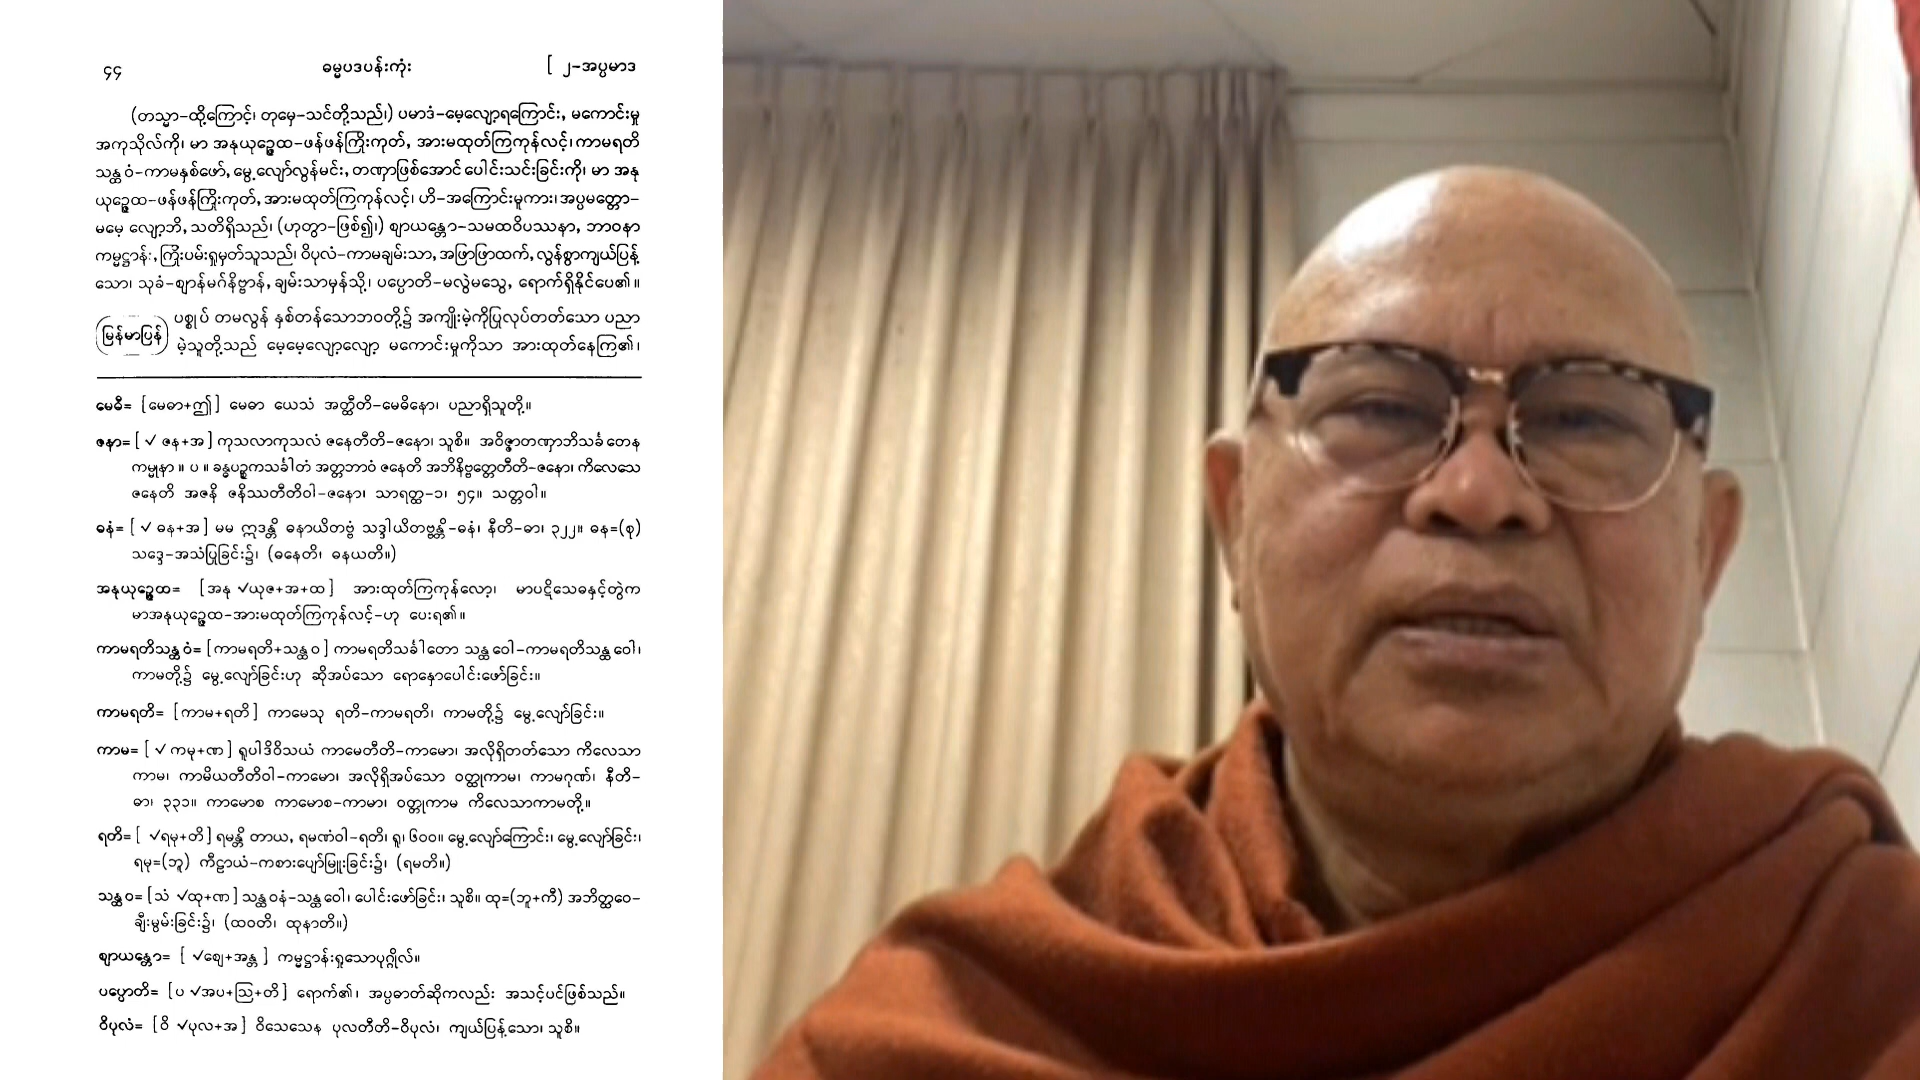 ၄၄ ဓမ္မပဒပန်းကုံး [ ၂-အပ္ပမာဒ
(တသ္မာ-ထို့ကြောင့်၊ တုမှေ-သင်တို့သည်၊) ပမာဒံ-မေ့လျော့ရကြောင်း, မကောင်းမှု
အကုသိုလ်ကို၊ မာ အနုယုဉ္ဇေထ-ဖန်ဖန်ကြိုးကုတ်, အားမထုတ်ကြကုန်လင့်၊ ကာမရတိ
သန္ထဝံ-ကာမနှစ်ဖော်, မွေ့လျော်လွန်မင်း, တဏှာဖြစ်အောင် ပေါင်းသင်းခြင်းကို၊ မာ အနု
ယုဉ္ဇေထ-ဖန်ဖန်ကြိုးကုတ်, အားမထုတ်ကြကုန်လင့်၊ ဟိ-အကြောင်းမူကား၊ အပ္ပမတ္တော-
မမေ့ လျော့ဘိ, သတိရှိသည်၊ (ဟုတွာ-ဖြစ်၍၊) ဈာယန္တော-သမထဝိပဿနာ, ဘာဝနာ
ကမ္မဋ္ဌာန်း, ကြိုးပမ်းရှုမှတ်သူသည်၊ ဝိပုလံ-ကာမချမ်းသာ, အဖြာဖြာထက်, လွန်စွာကျယ်ပြန့်
သော၊ သုခံ-ဈာန်မဂ်နိဗ္ဗာန်, ချမ်းသာမှန်သို့၊ ပပ္ပောတိ-မလွဲမသွေ, ရောက်ရှိနိုင်ပေ၏။
မြန်မာပြန် ပစ္စုပ် တမလွန် နှစ်တန်သောဘဝတို့၌ အကျိုးမဲ့ကိုပြုလုပ်တတ်သော ပညာ
မဲ့သူတို့သည် မေ့မေ့လျော့လျော့ မကောင်းမှုကိုသာ အားထုတ်နေကြ၏၊
မေဓီ= [မေဓာ+ဤ] မေဓာ ယေသံ အတ္ထီတိ-မေဓိနော၊ ပညာရှိသူတို့။
ဇနာ= [ √ ဇန+အ ] ကုသလာကုသလံ ဇနေတီတိ-ဇနော၊ သူစိ။ အဝိဇ္ဇာတဏှာဘိသင်္ခတေန
ကမ္မုနာ ။ ပ ။ ခန္ဓပဉ္စကသင်္ခါတံ အတ္တဘာဝံ ဇနေတိ အဘိနိဗ္ဗတ္တေတီတိ-ဇနော၊ ကိလေသေ
ဇနေတိ အဇနိ ဇနိဿတီတိဝါ-ဇနော၊ သာရတ္ထ-၁၊ ၅၄။ သတ္တဝါ။
ဓနံ= [ √ ဓန+အ ] မမ ဣဒန္တိ ဓနာယိတဗ္ဗံ သဒ္ဒါယိတဗ္ဗန္တိ-ဓနံ၊ နီတိ-ဓာ၊ ၃၂၂။ ဓန=(စု)
သဒ္ဒေ-အသံပြုခြင်း၌၊ (ဓနေတိ၊ ဓနယတိ။)
အနုယုဉ္ဇေထ= [အနု √ယုဇ+အ+ထ ] အားထုတ်ကြကုန်လော့၊ မာပဋိသေဓနှင့်တွဲက
မာအနုယုဉ္ဇေထ-အားမထုတ်ကြကုန်လင့်-ဟု ပေးရ၏။
ကာမရတိသန္ထဝံ= [ကာမရတိ+သန္ထဝ ] ကာမရတိသင်္ခါတော သန္ထဝေါ-ကာမရတိသန္ထဝေါ၊
ကာမတို့၌ မွေ့လျော်ခြင်းဟု ဆိုအပ်သော ရောနှောပေါင်းဖော်ခြင်း။
ကာမရတိ= [ကာမ+ရတိ] ကာမေသု ရတိ-ကာမရတိ၊ ကာမတို့၌ မွေ့လျော်ခြင်း။
ကာမ= [ √ ကမု+ဏ ] ရူပါဒိဝိသယံ ကာမေတီတိ-ကာမော၊ အလိုရှိတတ်သော ကိလေသာ
ကာမ၊ ကာမိယတီတိဝါ-ကာမော၊ အလိုရှိအပ်သော ဝတ္ထုကာမ၊ ကာမဂုဏ်၊ နီတိ-
ဓာ၊ ၃၃၁။ ကာမောစ ကာမောစ-ကာမာ၊ ဝတ္ထုကာမ ကိလေသာကာမတို့။
ရတိ= [ √ရမု+တိ ] ရမန္တိ တာယ, ရမဏံဝါ-ရတိ၊ ရူ၊ ၆၀၀။ မွေ့လျော်ကြောင်း၊ မွေ့လျော်ခြင်း၊
ရမု=(ဘူ) ကီဠာယံ-ကစားပျော်မြူးခြင်း၌၊ (ရမတိ။)
သန္ထဝ= [သံ √ထု+ဏ ] သန္ထဝနံ-သန္ထဝေါ၊ ပေါင်းဖော်ခြင်း၊ သူစိ။ ထု=(ဘူ+ကီ) အဘိတ္ထဝေ-
ချီးမွမ်းခြင်း၌၊ (ထဝတိ၊ ထုနာတိ။)
ဈာယန္တော= [ √ဈေ+အန္တ ] ကမ္မဋ္ဌာန်းရှုသောပုဂ္ဂိုလ်။
ပပ္ပောတိ= [ပ √အပ+ဩ+တိ ] ရောက်၏၊ အပ္ပဓာတ်ဆိုကလည်း အသင့်ပင်ဖြစ်သည်။
ဝိပုလံ= [ဝိ √ပုလ+အ ] ဝိသေသေန ပုလတီတိ-ဝိပုလံ၊ ကျယ်ပြန့်သော၊ သူစိ။